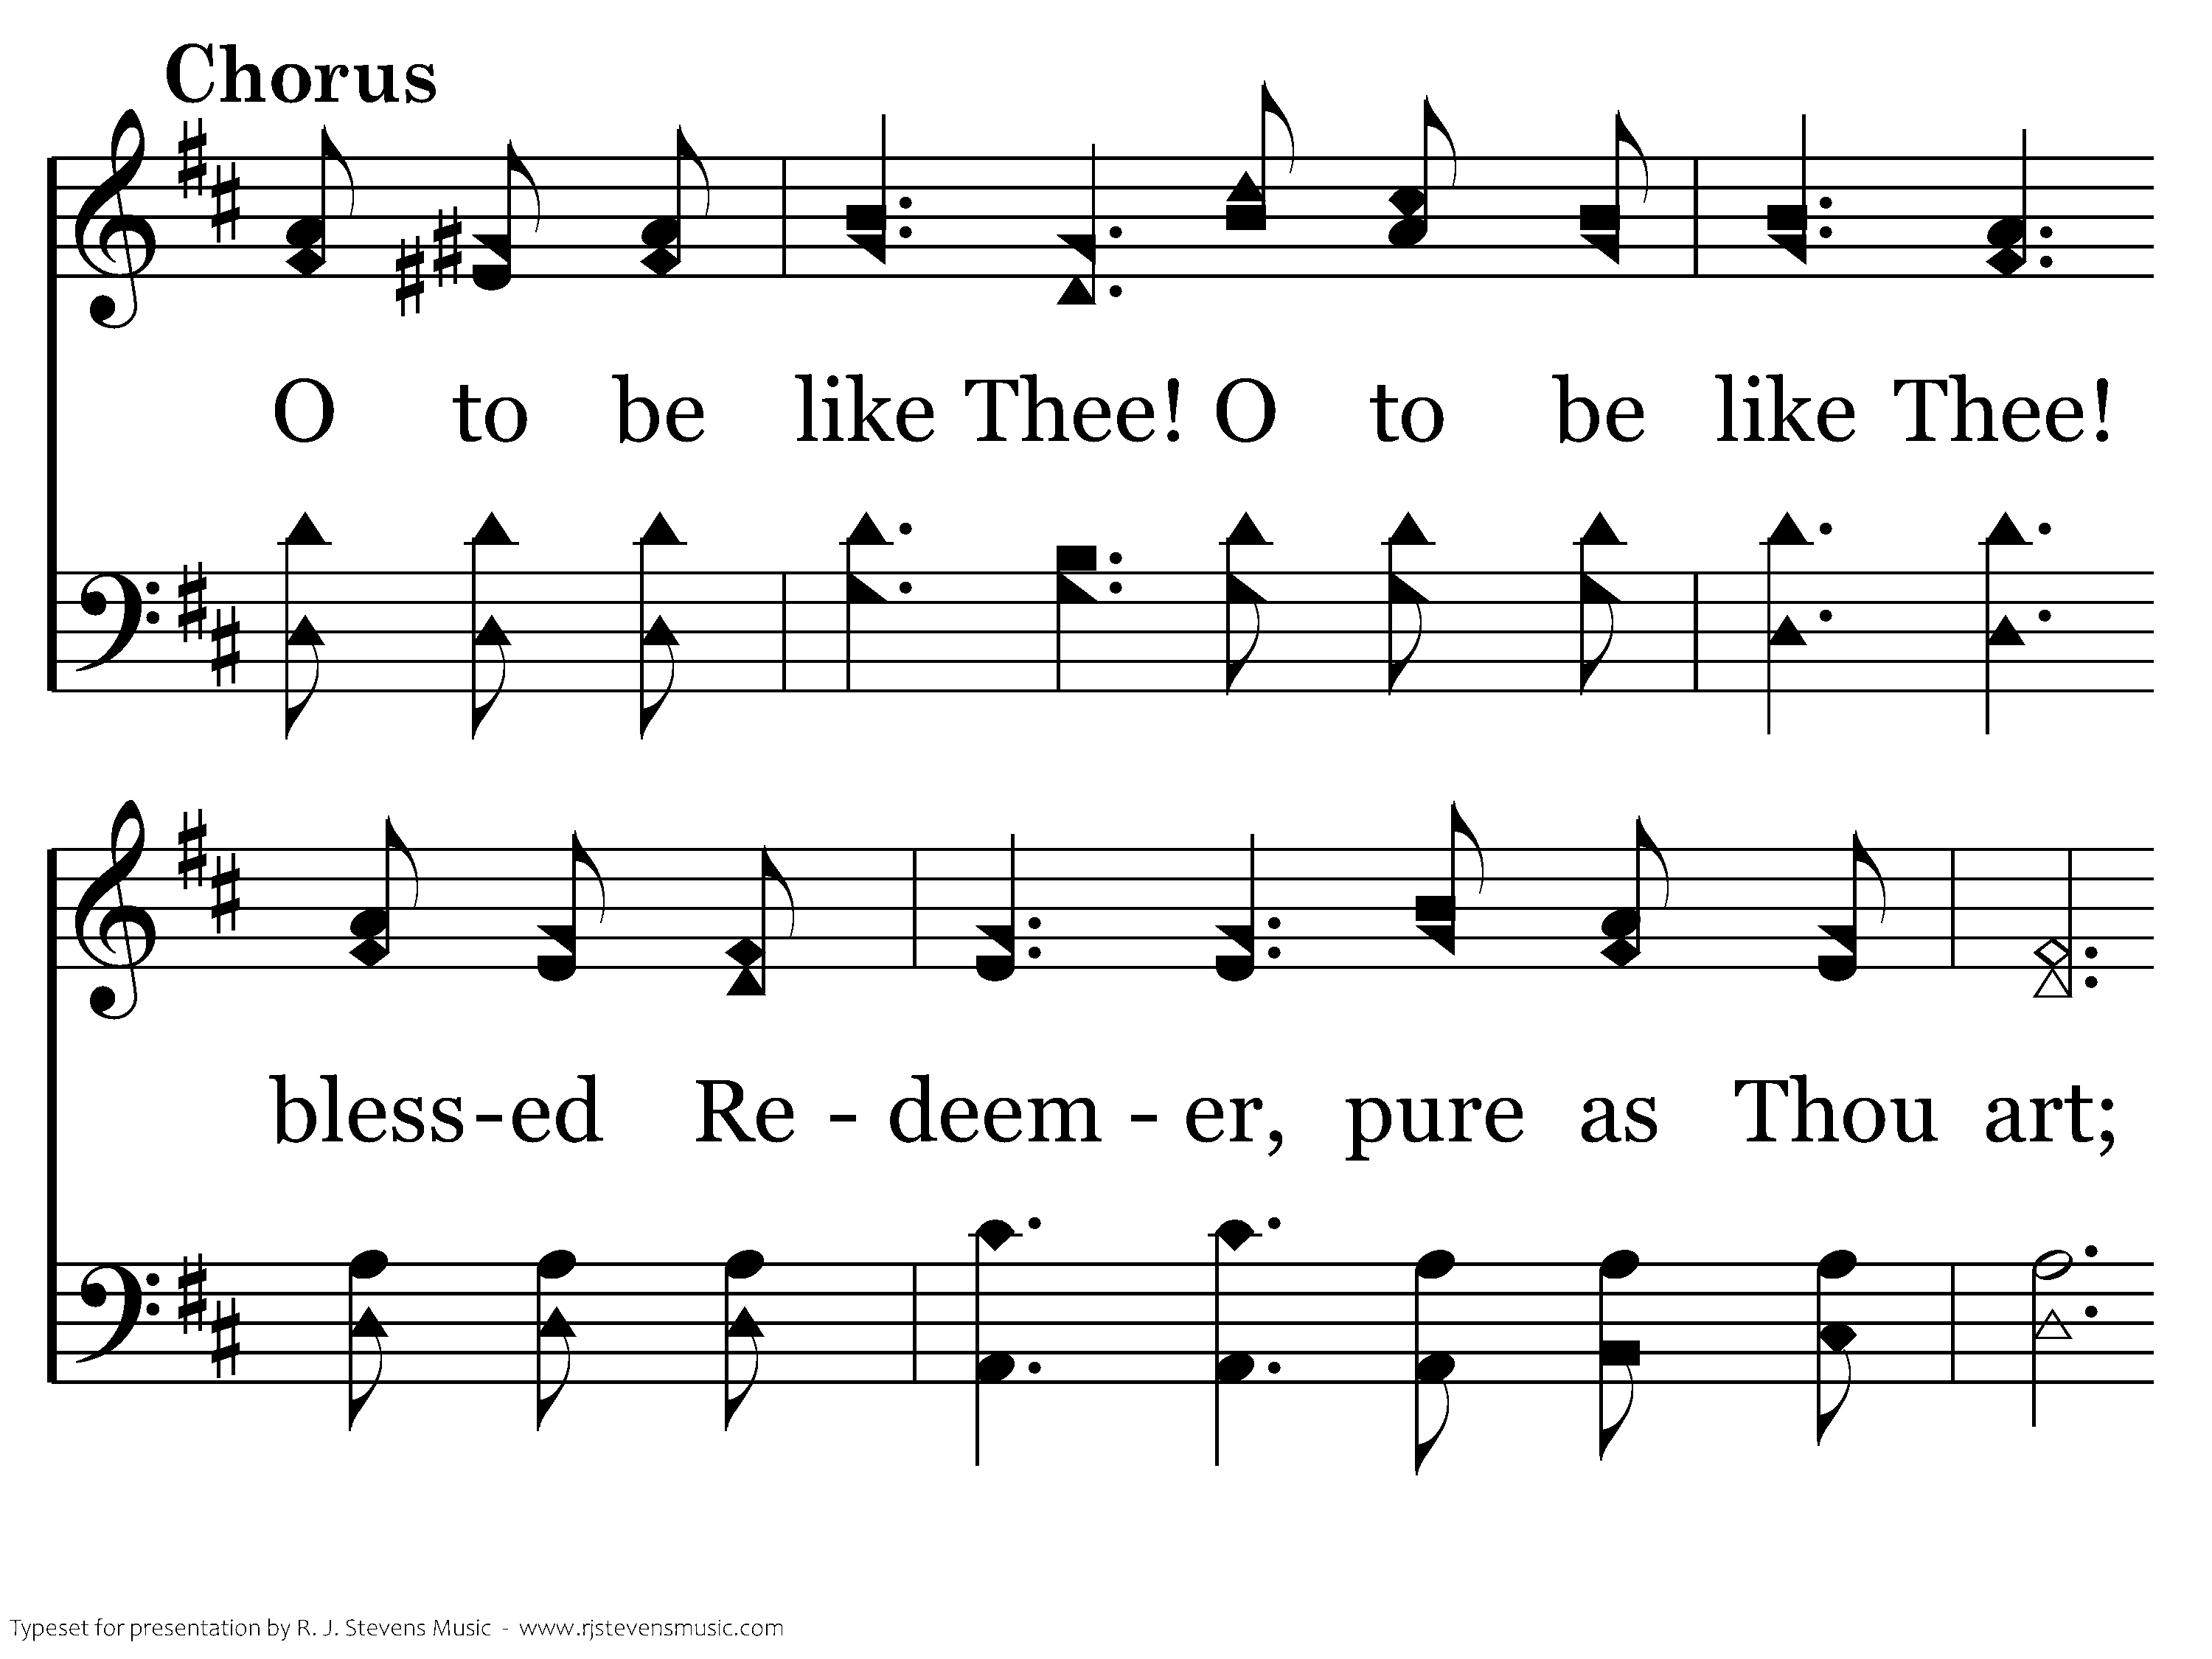 Chorus
O to be like Thee! O to be like Thee!
bless-ed Re - deem - er, pure as Thou art;
Typeset for presentation by R. J. Stevens Music - www.rjstevensmusic.com